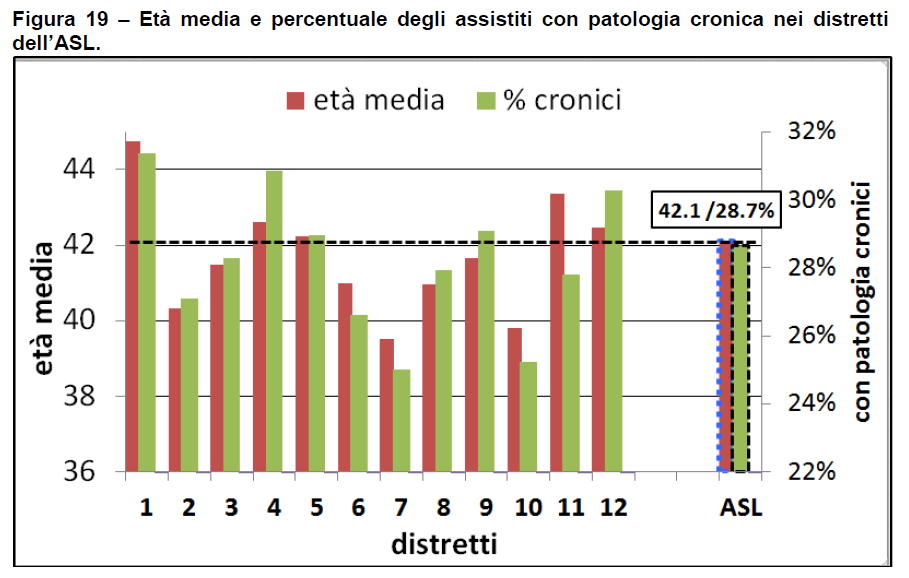 Figura 19 – Età media e percentuale degli assistiti con patologia cronica nei distretti
dell’ASL.
età media % cronici
32%
44
30%
42.1 /28.7%
42
28%
40
26%
38
24%
36
22%
età media
con patologia cronici
1 2 3 4 5 6 7 8 9 10 11 12 ASL
distretti